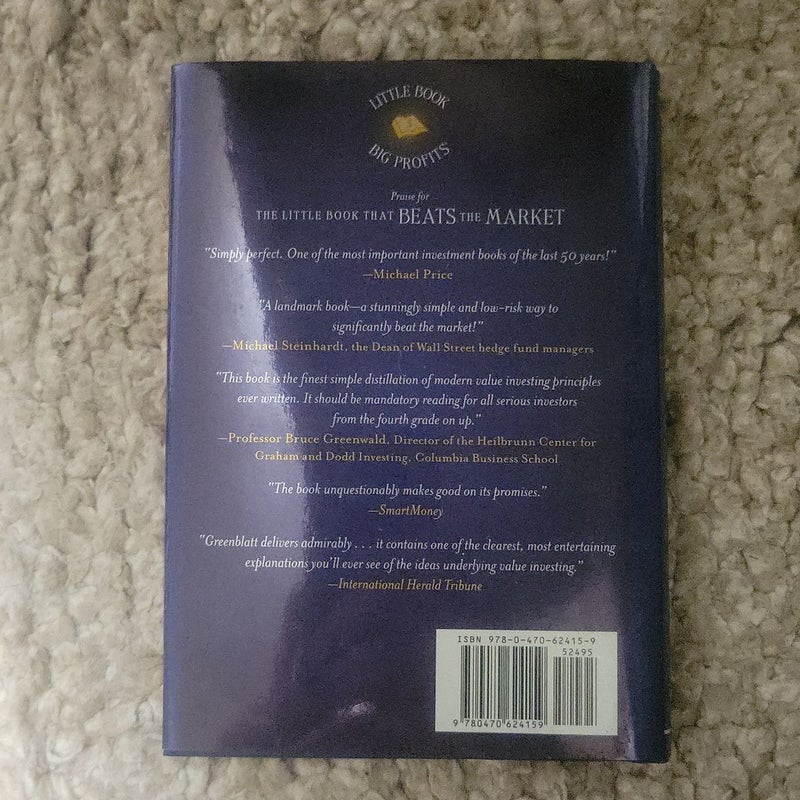 LITTLE BOOK
BIG PROFITS
Praise for
THE LITTLE BOOK THAT BEATS THE MARKET
"Simply perfect. One of the most important investment books of the last 50 years!"
—Michael Price
"A landmark book—a stunningly simple and low-risk way to
significantly beat the market!"
—Michael Steinhardt, the Dean of Wall Street hedge fund managers
"This book is the finest simple distillation of modern value investing principles
ever written. It should be mandatory reading for all serious investors
from the fourth grade on up."
—Professor Bruce Greenwald, Director of the Heilbrunn Center for
Graham and Dodd Investing, Columbia Business School
"The book unquestionably makes good on its promises."
—SmartMoney
"Greenblatt delivers admirably . . . it contains one of the clearest, most entertaining
explanations you'll ever see of the ideas underlying value investing."
—International Herald Tribune
ISBN 978-0-470-62415-9
52495
9 780470 624159